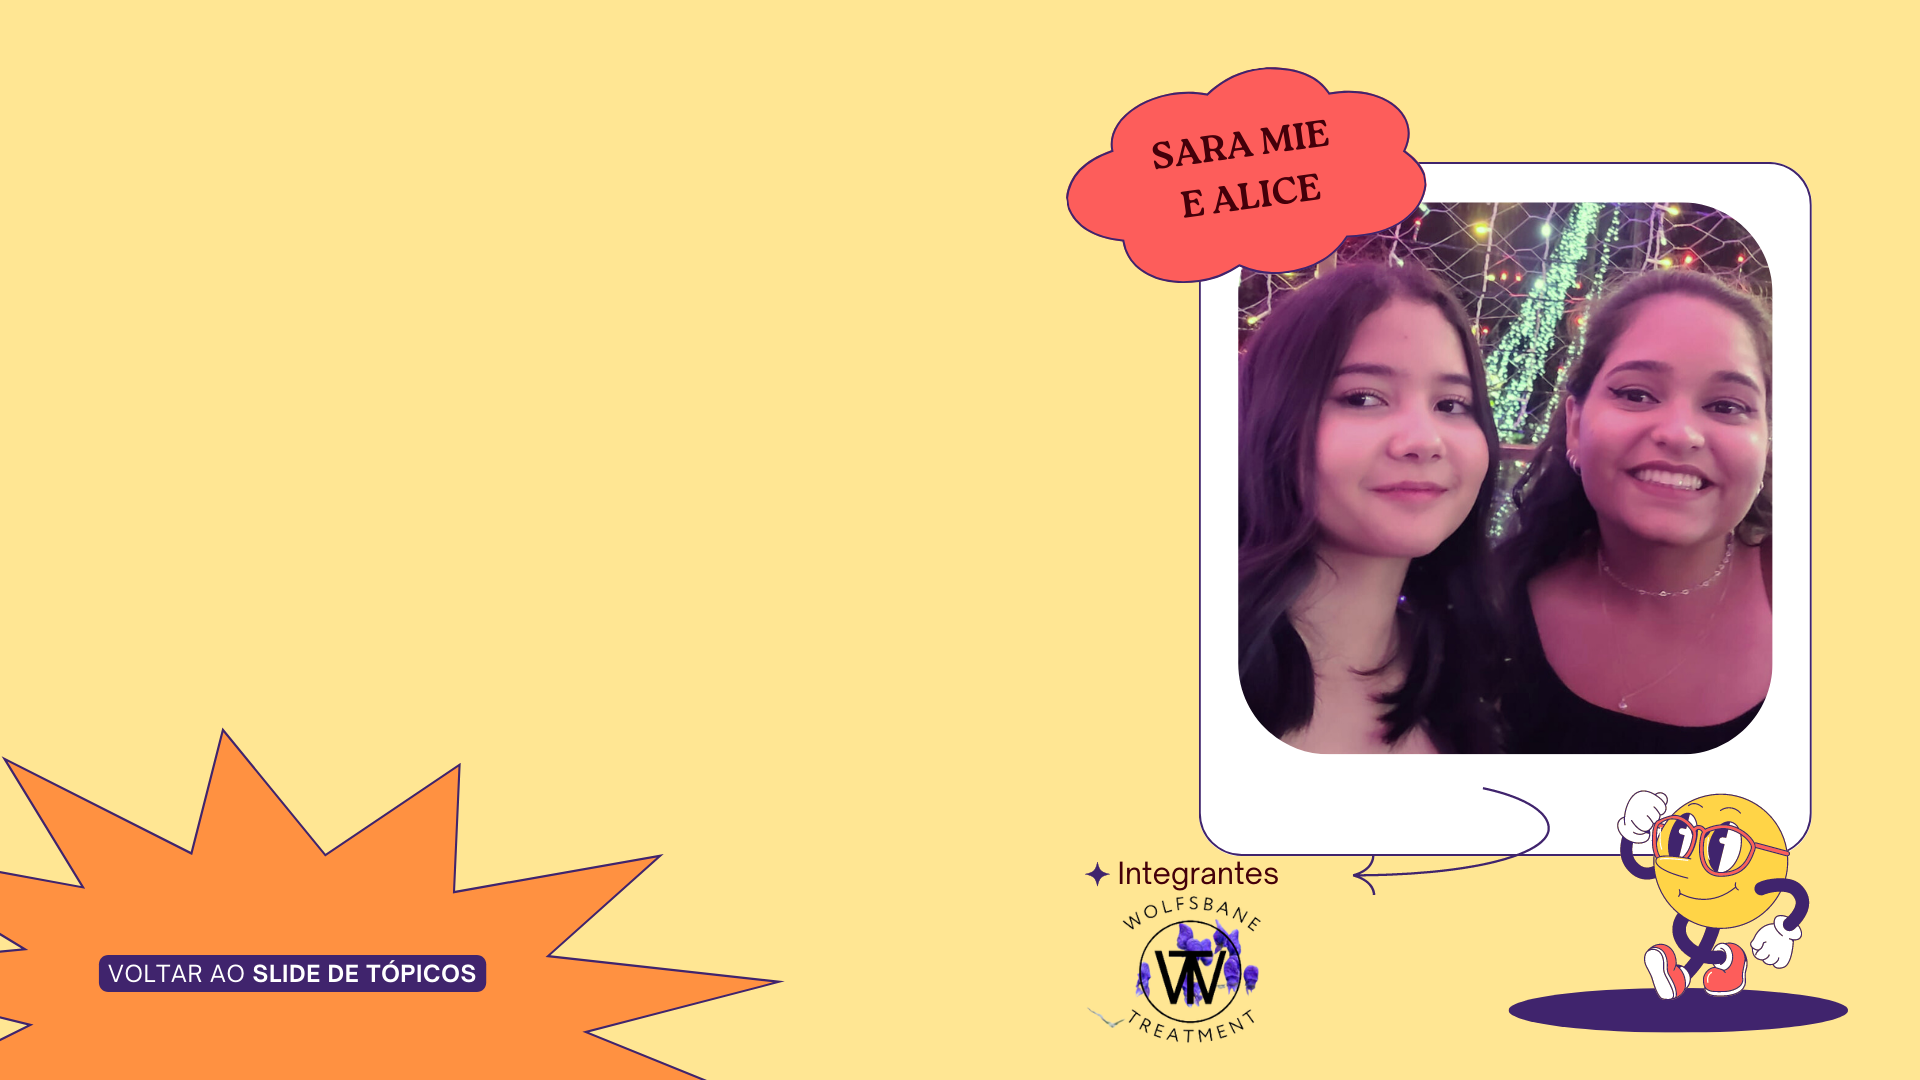 SARA MIE
E ALICE
Integrantes
WOLFSBANE
WT
TREATMENT
VOLTAR AO SLIDE DE TÓPICOS